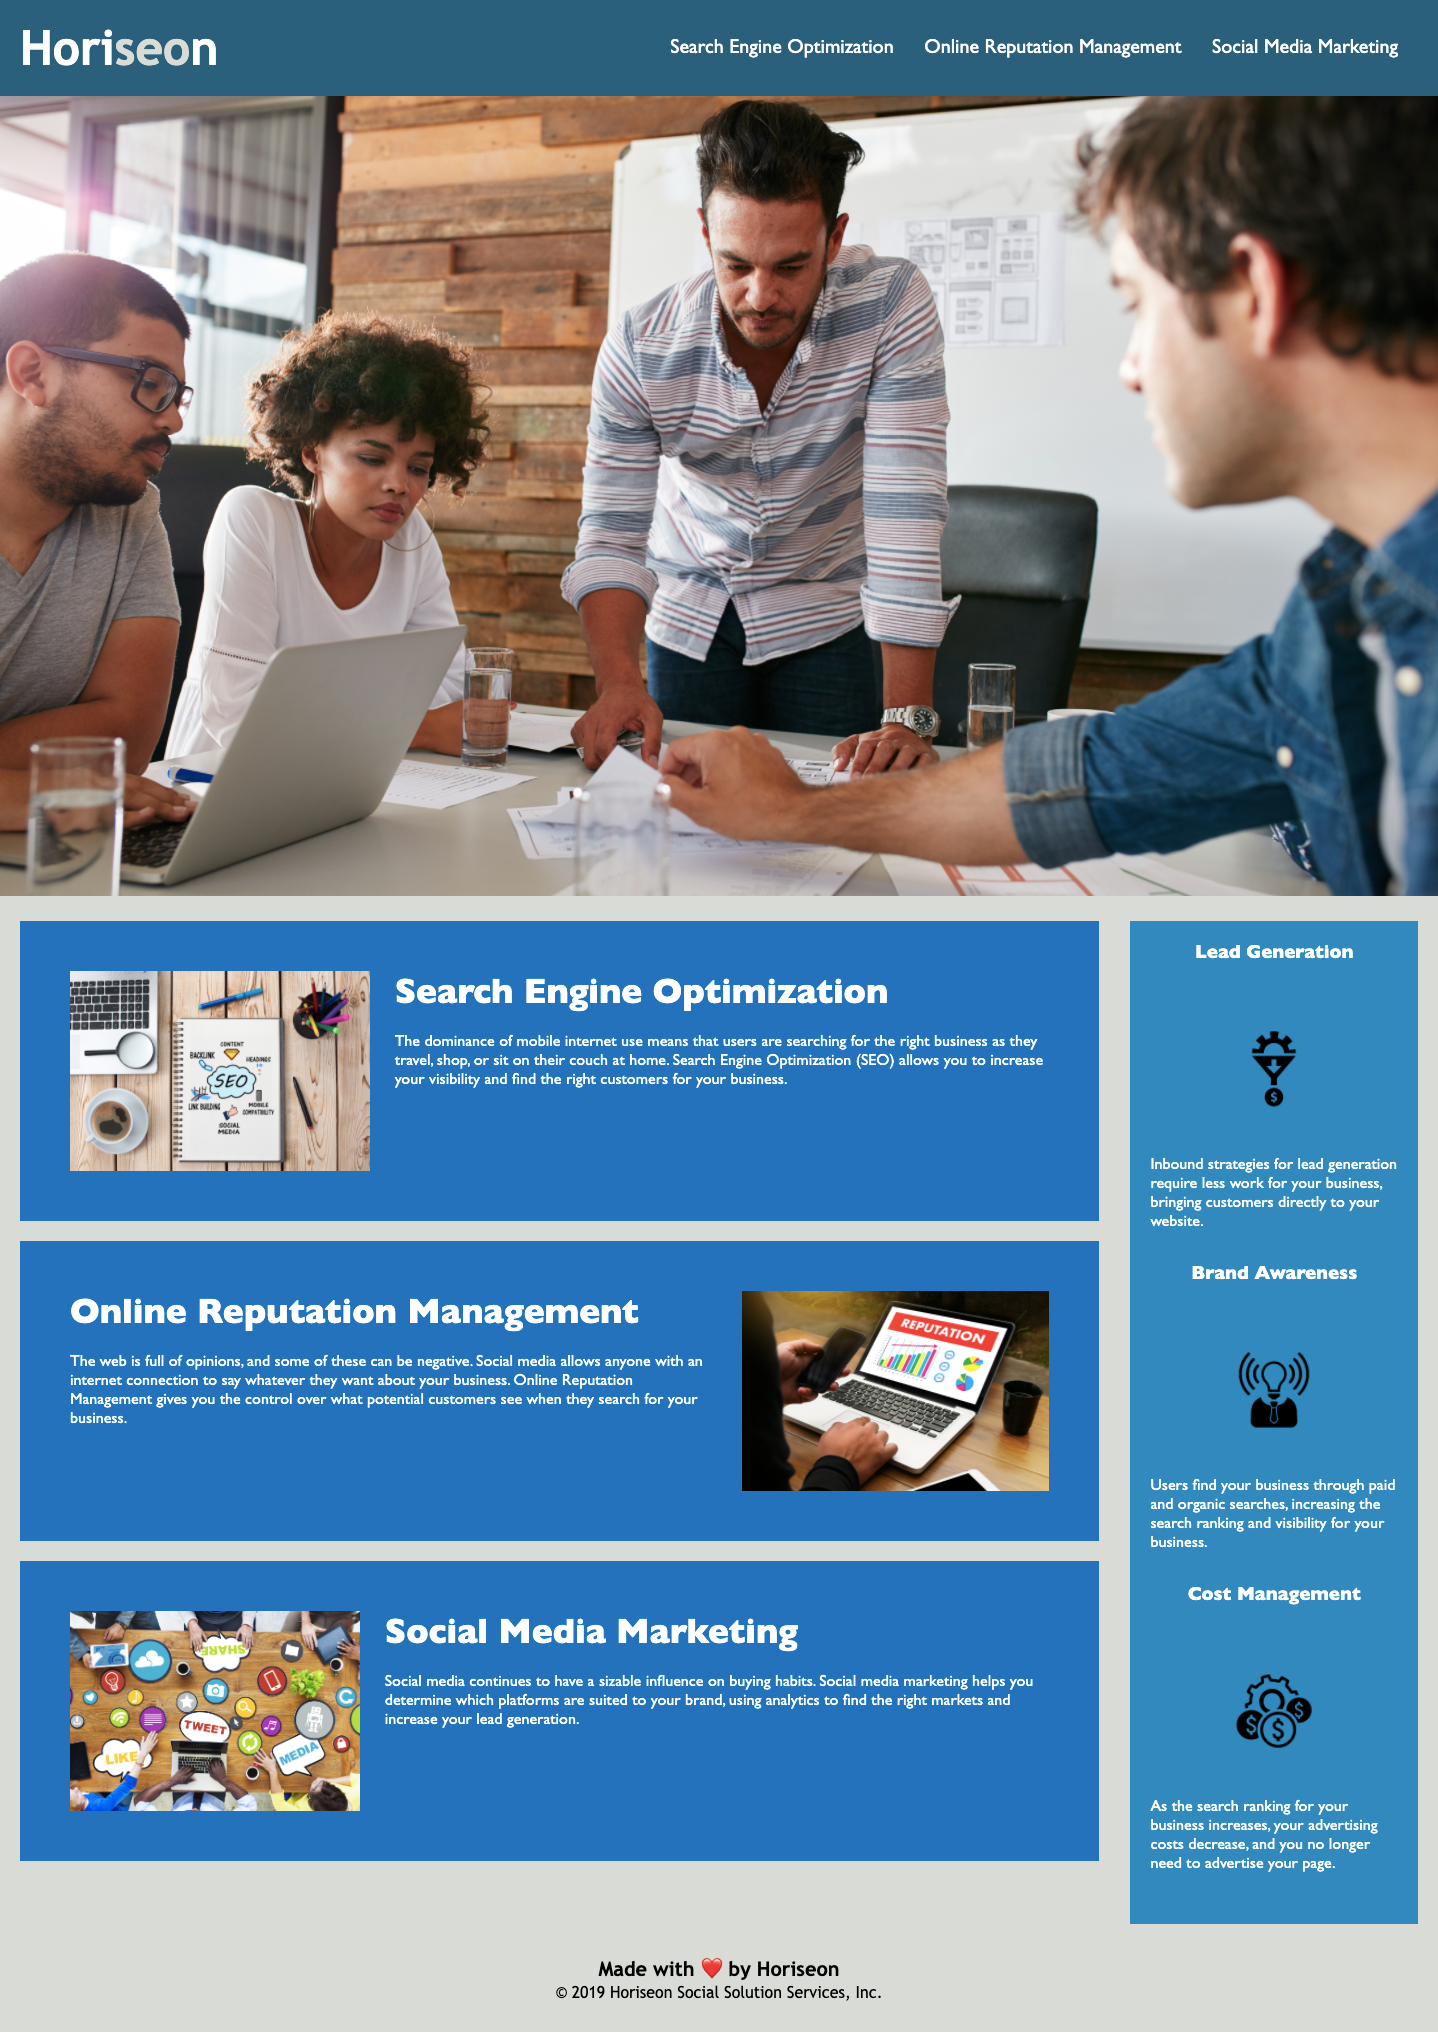 Horiseon
Search Engine Optimization
Online Reputation Management
Social Media Marketing
CONTENT
BACKLINK
HEADINGS
SEO
LINK BUILDING
MOBILE
COMPATIBILITY
SOCIAL
MEDIA
Search Engine Optimization
The dominance of mobile internet use means that users are searching for the right business as they
travel, shop, or sit on their couch at home. Search Engine Optimization (SEO) allows you to increase
your visibility and find the right customers for your business.
Online Reputation Management
The web is full of opinions, and some of these can be negative. Social media allows anyone with an
internet connection to say whatever they want about your business. Online Reputation
Management gives you the control over what potential customers see when they search for your
business.
REPUTATION
SHARE
TWEET
LIKE
MEDIA
Social Media Marketing
Social media continues to have a sizable influence on buying habits. Social media marketing helps you
determine which platforms are suited to your brand, using analytics to find the right markets and
increase your lead generation.
Lead Generation
$
Inbound strategies for lead generation
require less work for your business,
bringing customers directly to your
website.
Brand Awareness
Users find your business through paid
and organic searches, increasing the
search ranking and visibility for your
business.
Cost Management
$ $ $
As the search ranking for your
business increases, your advertising
costs decrease, and you no longer
need to advertise your page.
Made with ❤️ by Horiseon
© 2019 Horiseon Social Solution Services, Inc.